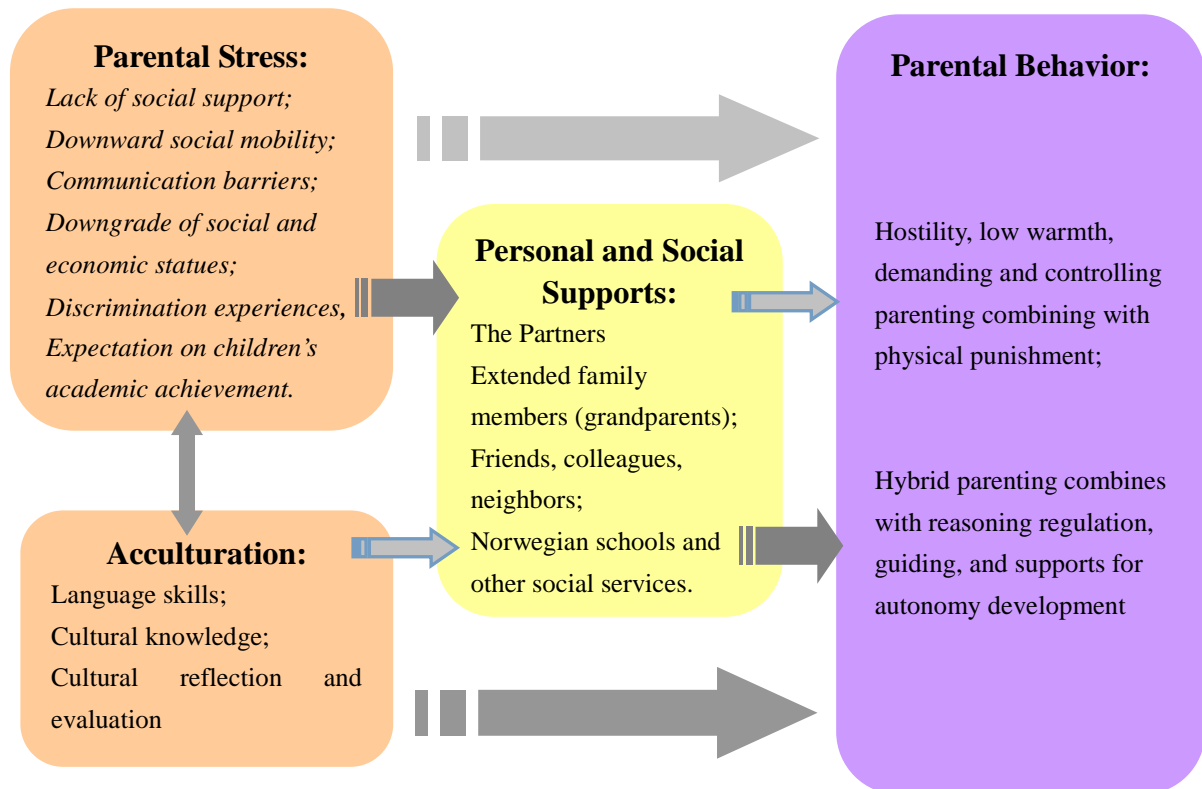 Parental Stress:
Lack of social support;
Downward social mobility;
Communication barriers;
Downgrade of social and
economic statues;
Discrimination experiences,
Expectation on children’s
academic achievement.
Acculturation:
Language skills;
Cultural knowledge;
Cultural reflection and
evaluation
Personal and Social
Supports:
The Partners
Extended family
members (grandparents);
Friends, colleagues,
neighbors;
Norwegian schools and
other social services.
Parental Behavior:
Hostility, low warmth,
demanding and controlling
parenting combining with
physical punishment;
Hybrid parenting combines
with reasoning regulation,
guiding, and supports for
autonomy development